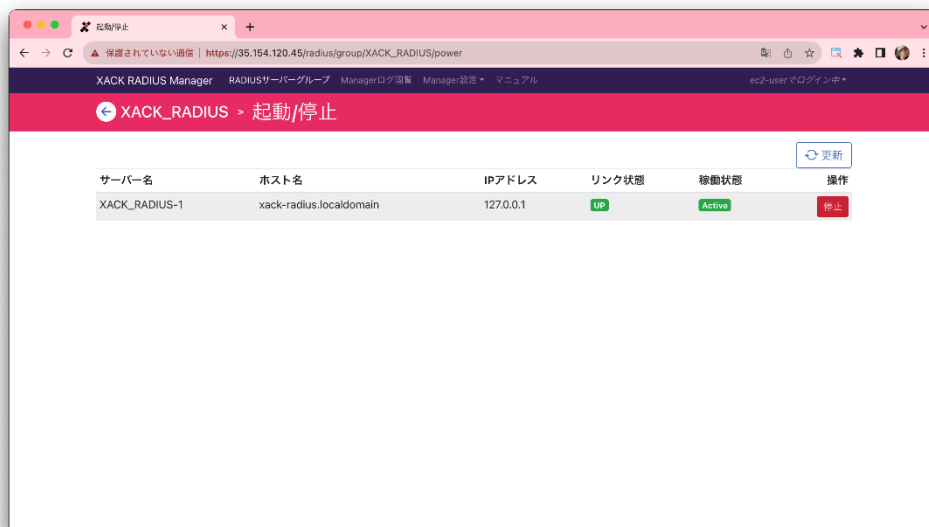 起動/停止
保護されていない通信 | https://35.154.120.45/radius/group/XACK_RADIUS/power
XACK RADIUS Manager RADIUSサーバーグループ Managerログ閲覧 Manager設定 マニュアル ec2-userでログイン中
XACK_RADIUS > 起動/停止
更新
サーバー名 ホスト名 IPアドレス リンク状態 稼働状態 操作
XACK_RADIUS-1 xack-radius.localdomain 127.0.0.1 UP Active 停止